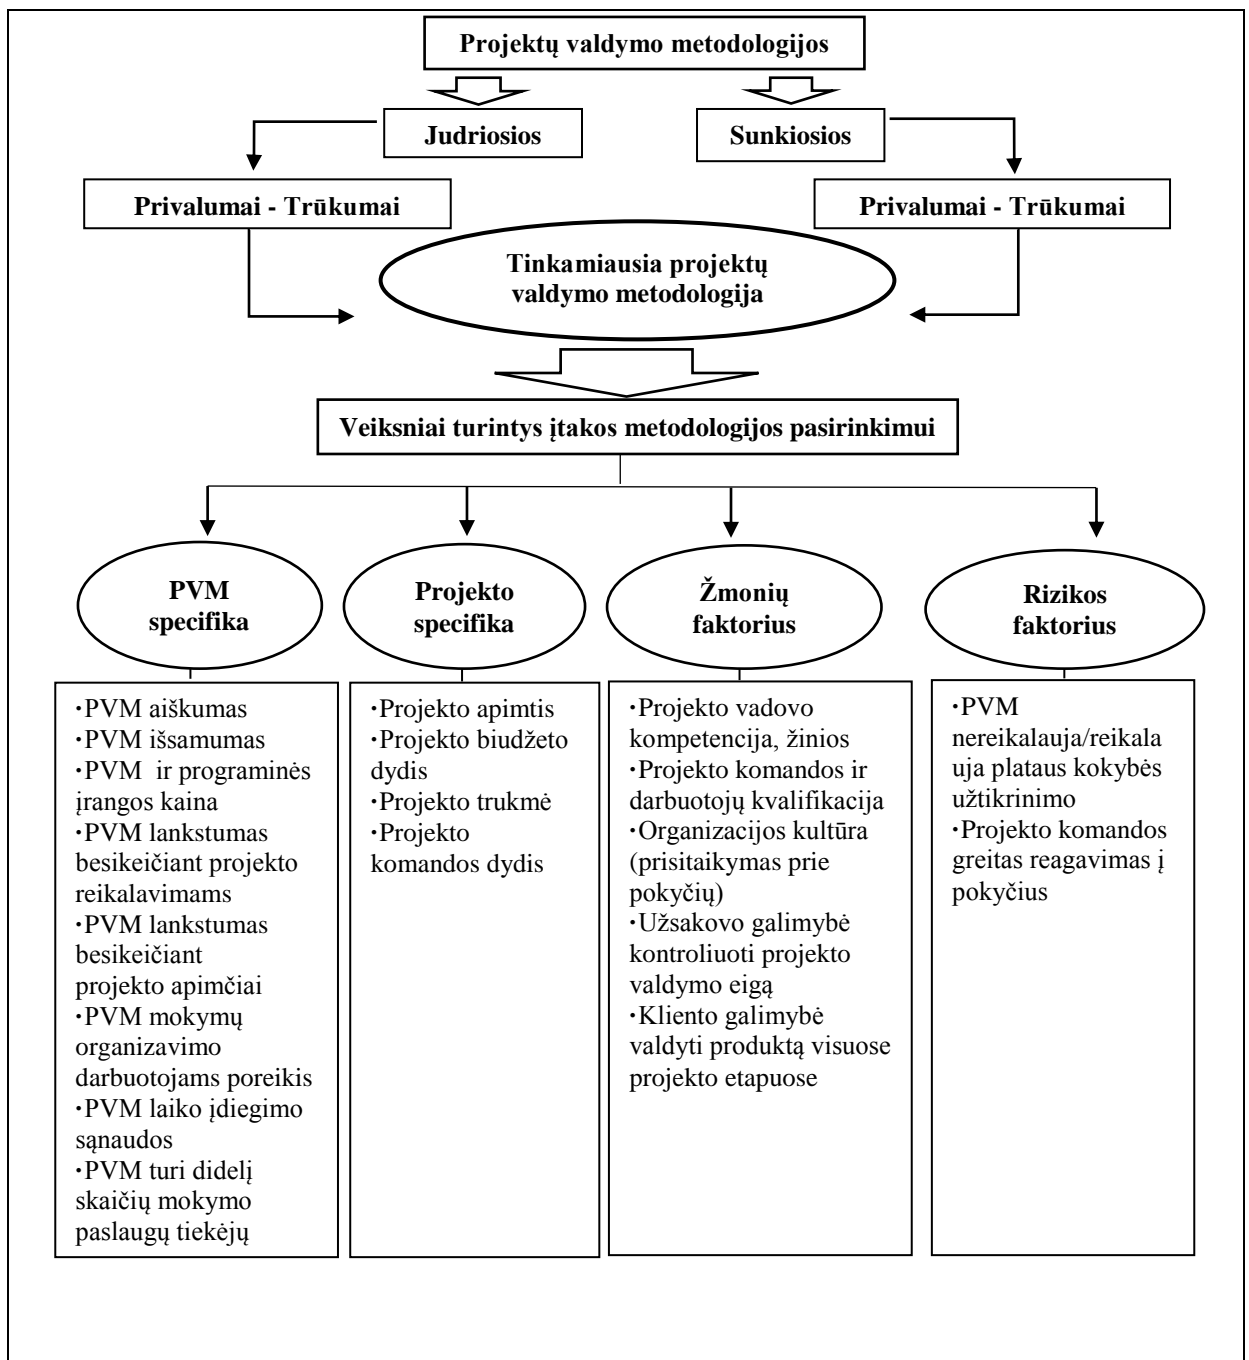 Projektų valdymo metodologijos
Judriosios
Sunkiosios
Privalumai - Trūkumai
Privalumai - Trūkumai
Tinkamiausia projektų
valdymo metodologija
Veiksniai turintys įtakos metodologijos pasirinkimui
PVM
specifika
Projekto
specifika
Žmonių
faktorius
Rizikos
faktorius
·PVM aiškumas
·PVM išsamumas
·PVM ir programinės
įrangos kaina
·PVM lankstumas
besikeičiant projekto
reikalavimams
·PVM lankstumas
besikeičiant
projekto apimčiai
·PVM mokymų
organizavimo
darbuotojams poreikis
·PVM laiko įdiegimo
sąnaudos
·PVM turi didelį
skaičių mokymo
paslaugų tiekėjų
·Projekto apimtis
·Projekto biudžeto
dydis
·Projekto trukmė
·Projekto
komandos dydis
·Projekto vadovo
kompetencija, žinios
·Projekto komandos ir
darbuotojų kvalifikacija
·Organizacijos kultūra
(prisitaikymas prie
pokyčių)
·Užsakovo galimybė
kontroliuoti projekto
valdymo eigą
·Kliento galimybė
valdyti produktą visuose
projekto etapuose
·PVM
nereikalauja/reikala
uja plataus kokybės
užtikrinimo
·Projekto komandos
greitas reagavimas į
pokyčius